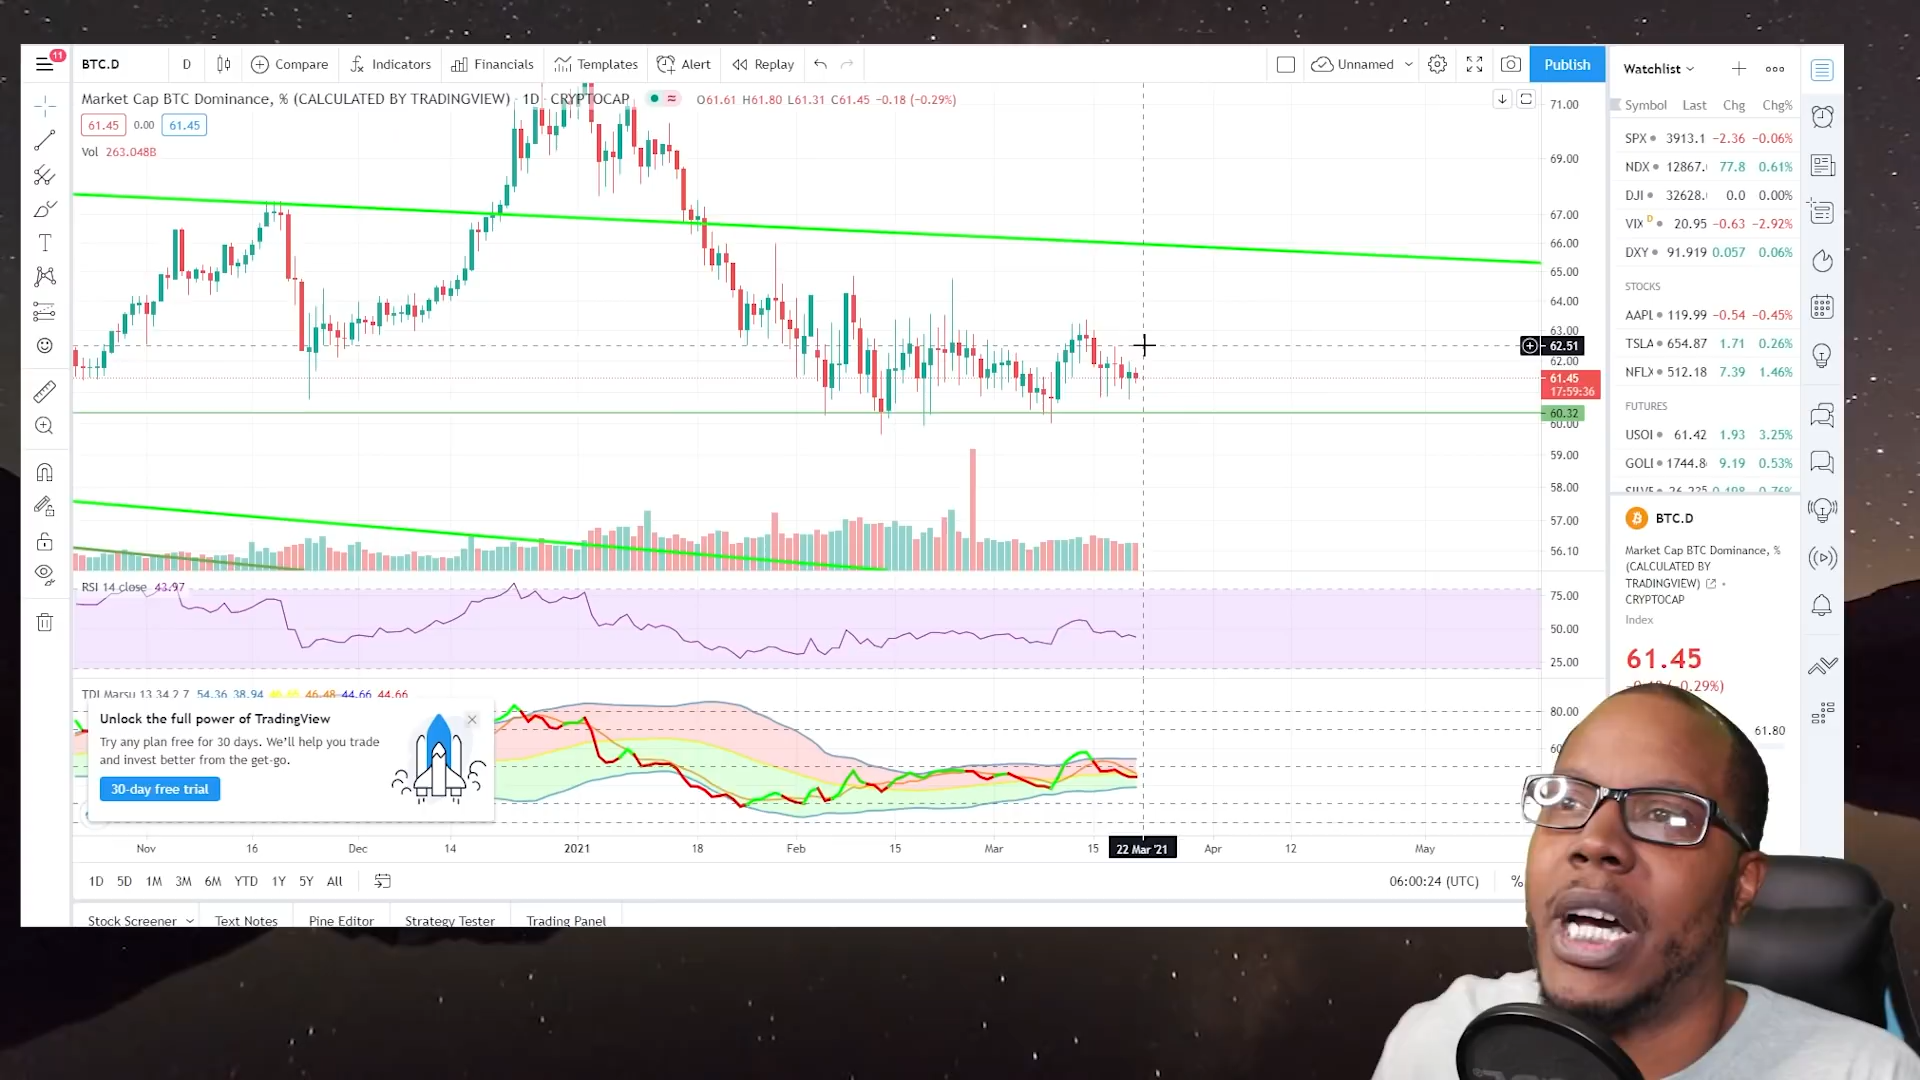 11
BTC.D D Compare Indicators Financials Templates Alert Replay Unnamed Publish
Market Cap BTC Dominance, % (CALCULATED BY TRADINGVIEW) · 1D · CRYPTOCAP O61.61 H61.80 L61.31 C61.45 −0.18 (−0.29%)
61.45 0.00 61.45
Vol 263.048B
71.00
69.00
67.00
66.00
65.00
64.00
63.00
62.51
62.00
61.45
17:59:36
60.32
60.00
59.00
58.00
57.00
56.10
RSI 14 close 43.97
75.00
50.00
25.00
TDI Marsu 13 34 2 7 54.36 38.94 46.48 44.66 44.66
80.00
Unlock the full power of TradingView
Try any plan free for 30 days. We'll help you trade
and invest better from the get-go.
30-day free trial
Nov 16 Dec 14 2021 18 Feb 15 Mar 15 22 Mar '21 Apr 12 May
1D 5D 1M 3M 6M YTD 1Y 5Y All 06:00:24 (UTC) %
Stock Screener Text Notes Pine Editor Strategy Tester Trading Panel
Watchlist
Symbol Last Chg Chg%
SPX 3913.1 −2.36 −0.06%
NDX 12867. 77.8 0.61%
DJI 32628. 0.0 0.00%
VIX D 20.95 −0.63 −2.92%
DXY 91.919 0.057 0.06%
STOCKS
AAPL 119.99 −0.54 −0.45%
TSLA 654.87 1.71 0.26%
NFLX 512.18 7.39 1.46%
FUTURES
USOI 61.42 1.93 3.25%
GOLI 1744.8 9.19 0.53%
BTC.D
Market Cap BTC Dominance, %
(CALCULATED BY
TRADINGVIEW)
CRYPTOCAP
Index
61.45
(−0.29%)
61.80